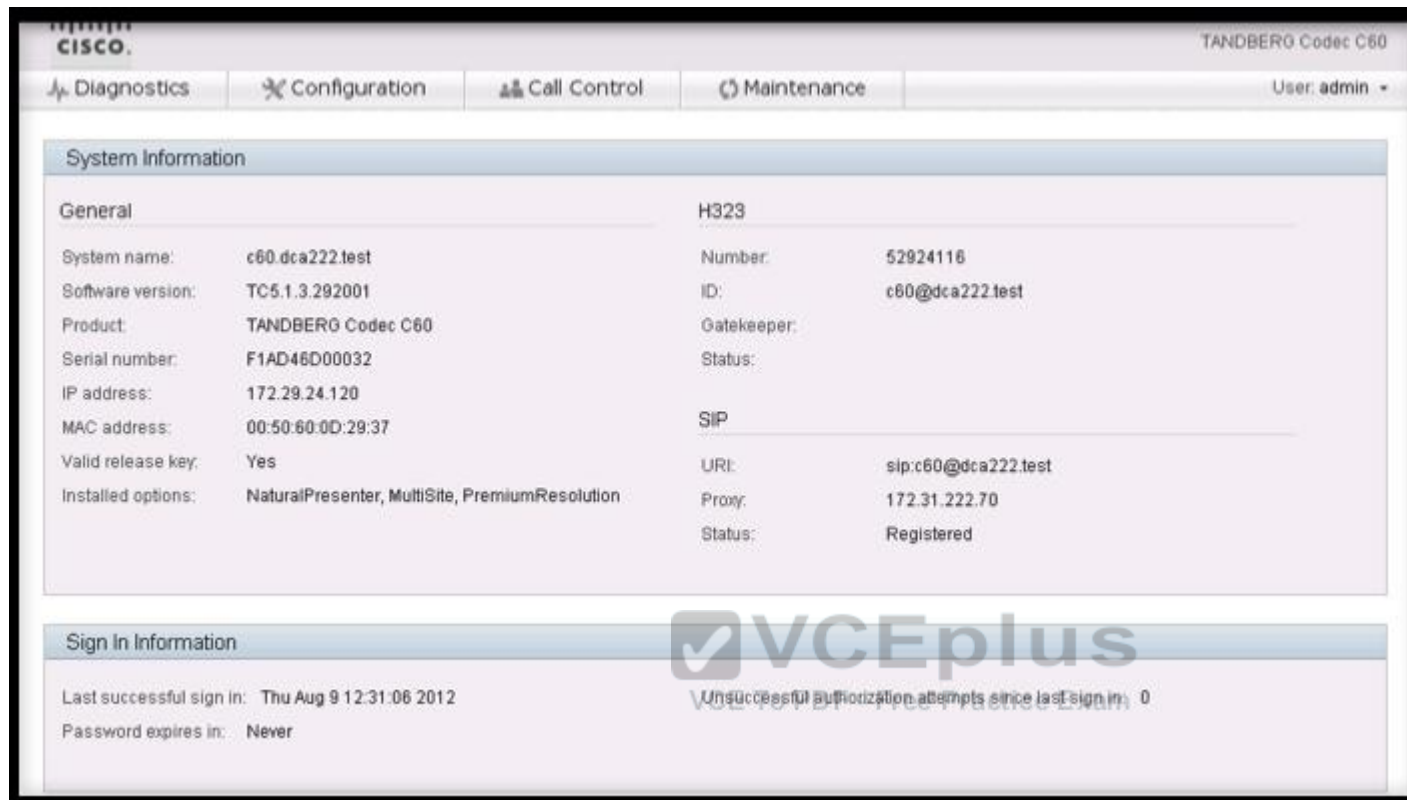 CISCO.
TANDBERG Codec C60
Diagnostics
Configuration
Call Control
Maintenance
User: admin
System Information
General
System name: c60.dca222.test
Software version: TC5.1.3.292001
Product: TANDBERG Codec C60
Serial number: F1AD46D00032
IP address: 172.29.24.120
MAC address: 00:50:60:0D:29:37
Valid release key: Yes
Installed options: NaturalPresenter, MultiSite, PremiumResolution
H323
Number: 52924116
ID: c60@dca222.test
Gatekeeper:
Status:
SIP
URI: sip:c60@dca222.test
Proxy: 172.31.222.70
Status: Registered
VCEplus
Sign In Information
Last successful sign in: Thu Aug 9 12:31:06 2012
Unsuccessful authorization attempts since last sign in: 0
Password expires in: Never